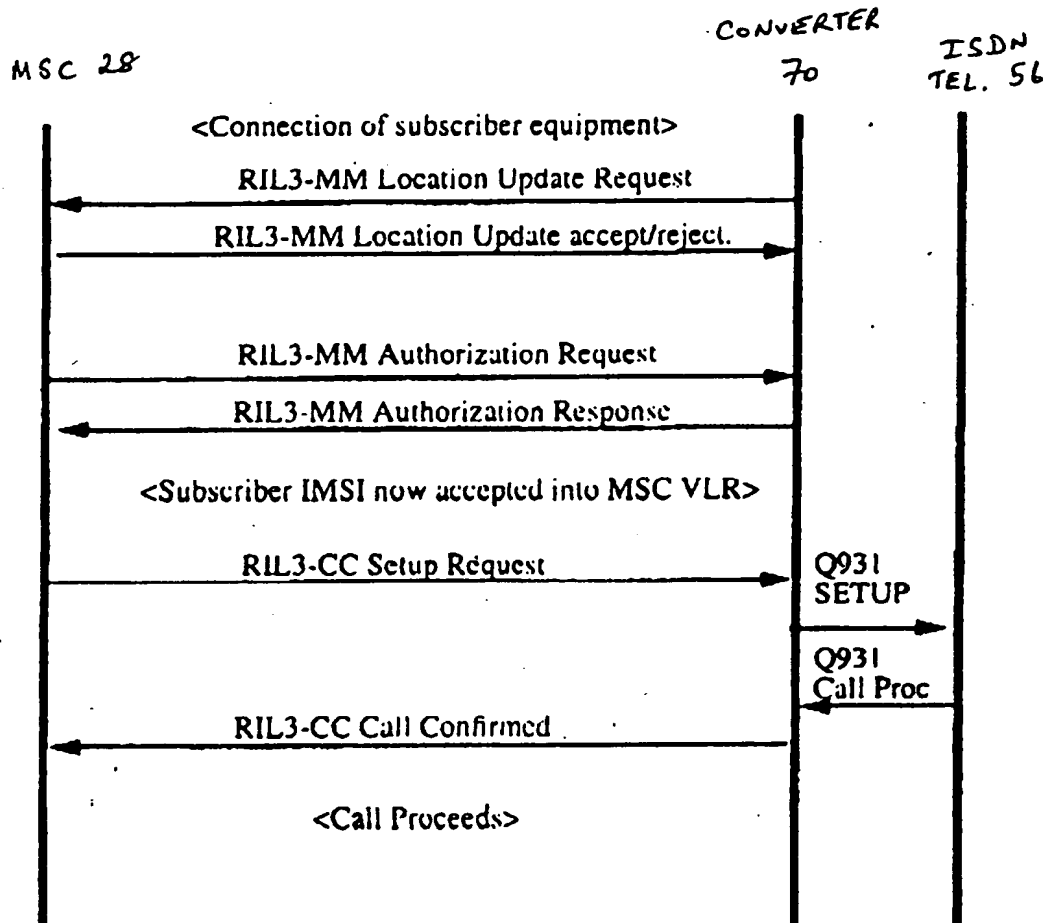 CONVERTER
70
ISDN
TEL. 56
MSC 28
<Connection of subscriber equipment>
RIL3-MM Location Update Request
RIL3-MM Location Update accept/reject.
RIL3-MM Authorization Request
RIL3-MM Authorization Response
<Subscriber IMSI now accepted into MSC VLR>
RIL3-CC Setup Request
Q931
SETUP
Q931
Call Proc
RIL3-CC Call Confirmed
<Call Proceeds>